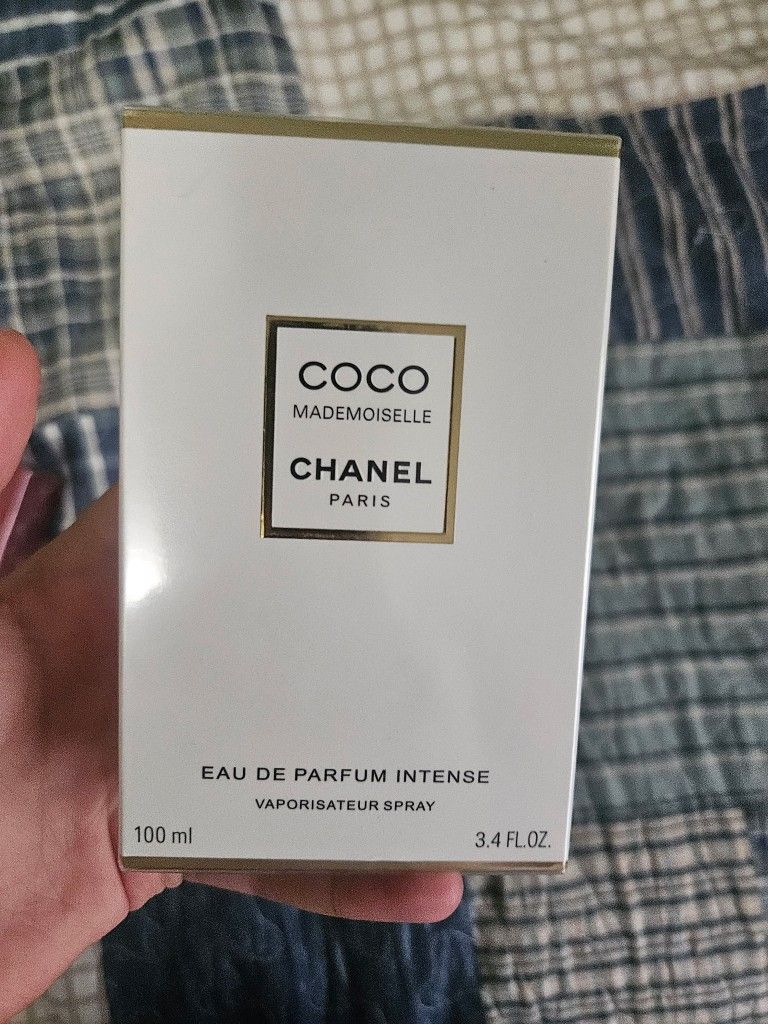 COCO
MADEMOISELLE
CHANEL
PARIS
EAU DE PARFUM INTENSE
VAPORISATEUR SPRAY
100 ml
3.4 FL.OZ.